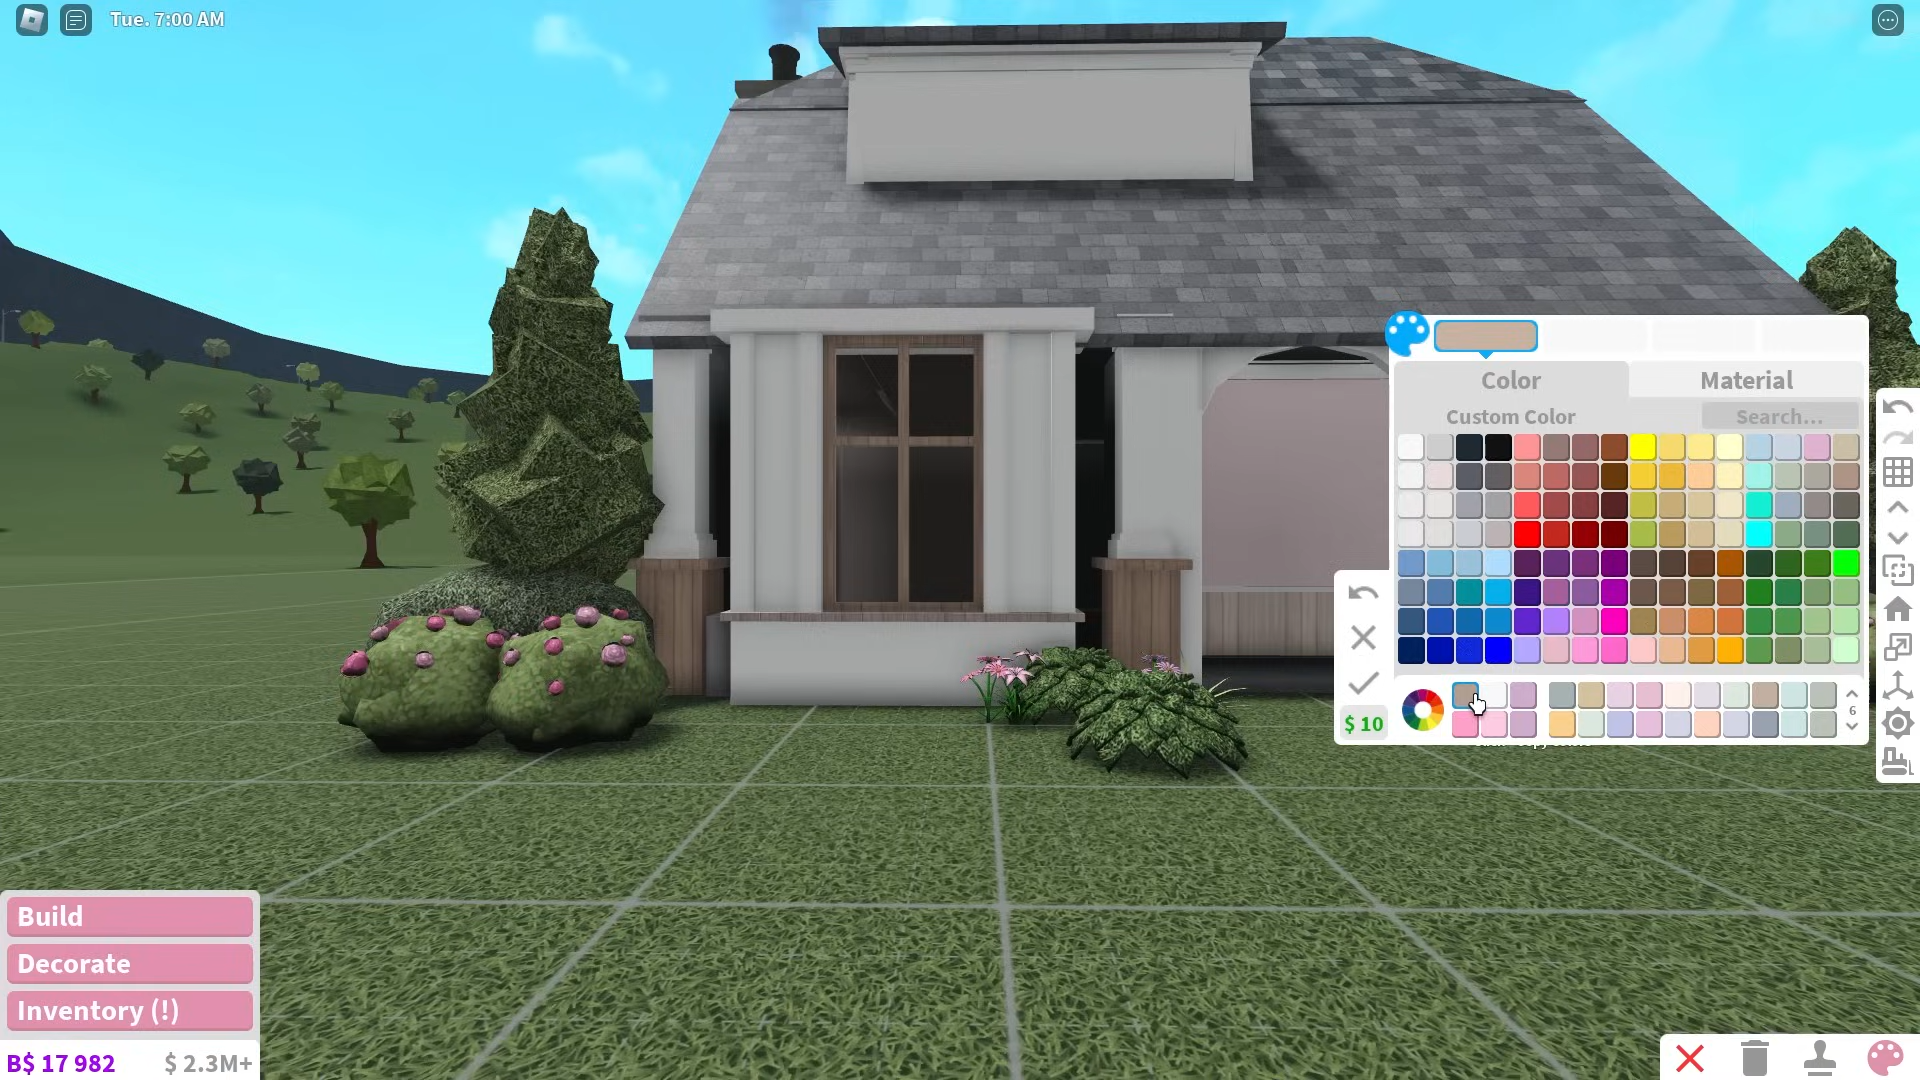 Tue. 7:00 AM
Color
Material
Custom Color
Search...
6
$ 10
Build
Decorate
Inventory (!)
B$ 17 982
$ 2.3M+